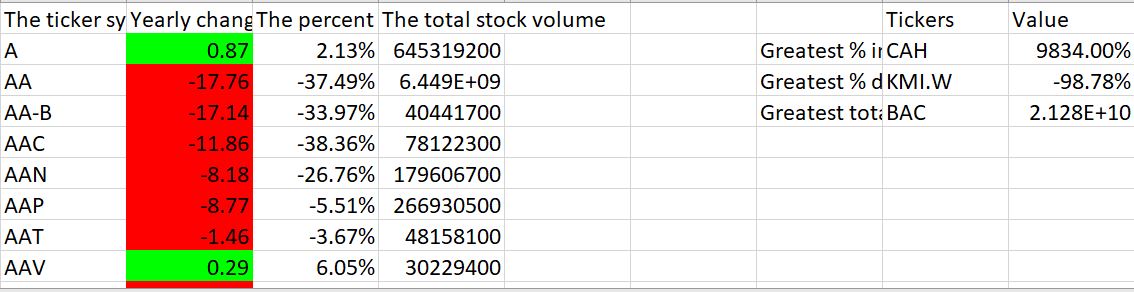 The ticker sy Yearly chang The percent The total stock volume Tickers Value
A 0.87 2.13% 645319200 Greatest % i CAH 9834.00%
AA -17.76 -37.49% 6.449E+09 Greatest % d KMI.W -98.78%
AA-B -17.14 -33.97% 40441700 Greatest tota BAC 2.128E+10
AAC -11.86 -38.36% 78122300
AAN -8.18 -26.76% 179606700
AAP -8.77 -5.51% 266930500
AAT -1.46 -3.67% 48158100
AAV 0.29 6.05% 30229400